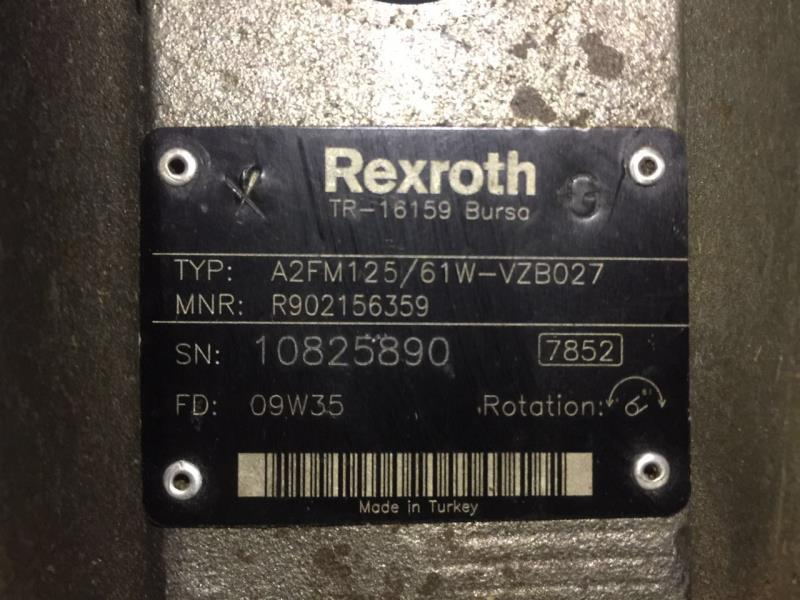 Rexroth
TR-16159 Bursa
TYP: A2FM125/61W-VZB027
MNR: R902156359
SN: 10825890 7852
FD: 09W35 Rotation:
Made in Turkey